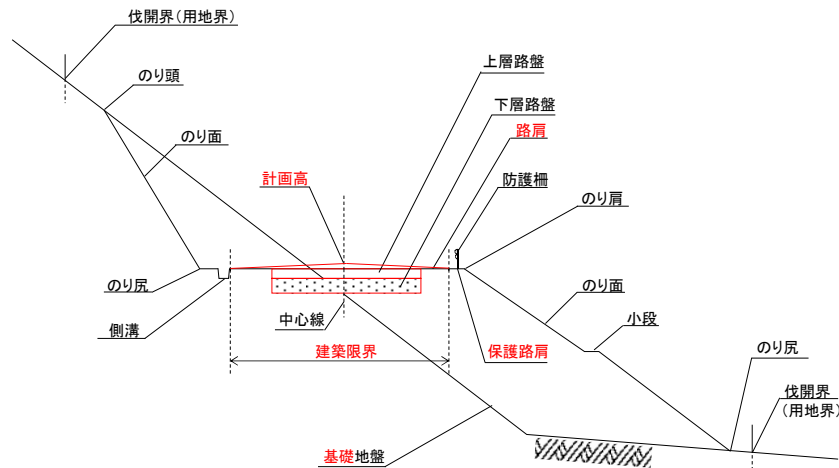 伐開界(用地界)
上層路盤
のり頭
下層路盤
路肩
のり面
計画高
防護柵
のり肩
のり尻
のり面
側溝
中心線
小段
建築限界
保護路肩
のり尻
伐開界
(用地界)
基礎地盤